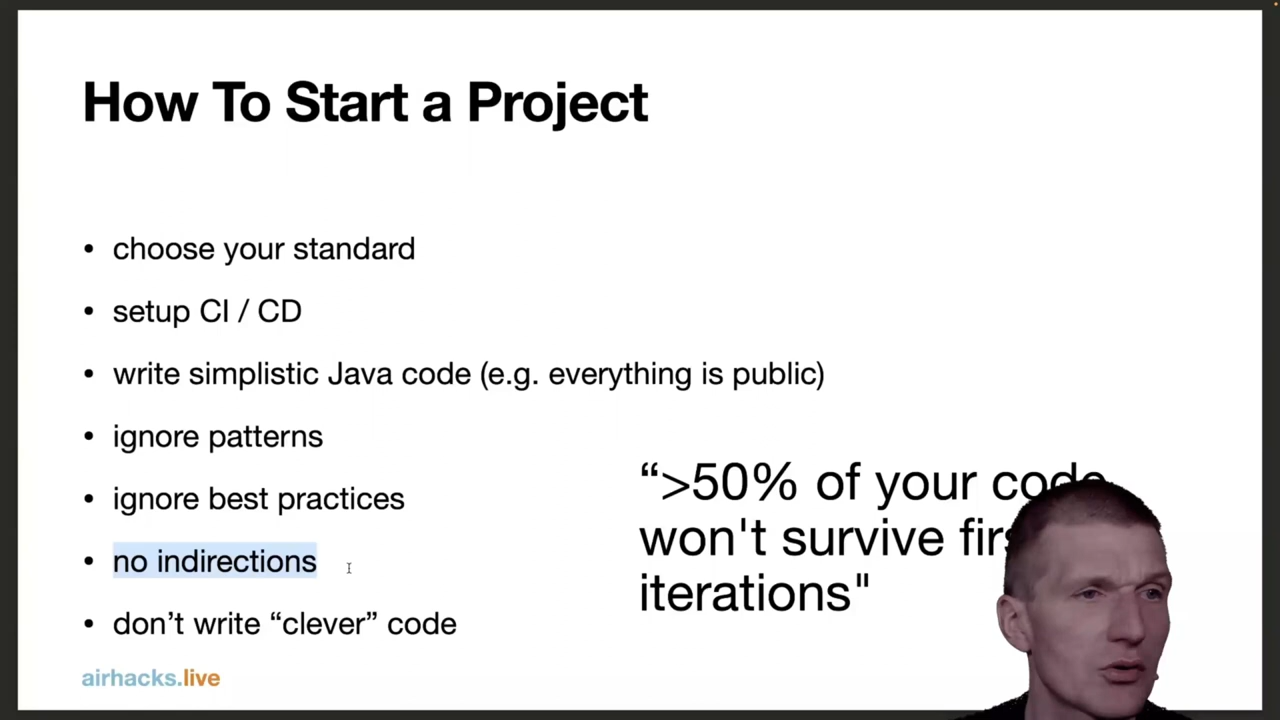 How To Start a Project
• choose your standard
• setup CI / CD
• write simplistic Java code (e.g. everything is public)
• ignore patterns
• ignore best practices
• no indirections
• don’t write “clever” code
“>50% of your code
won't survive
iterations"
airhacks.live